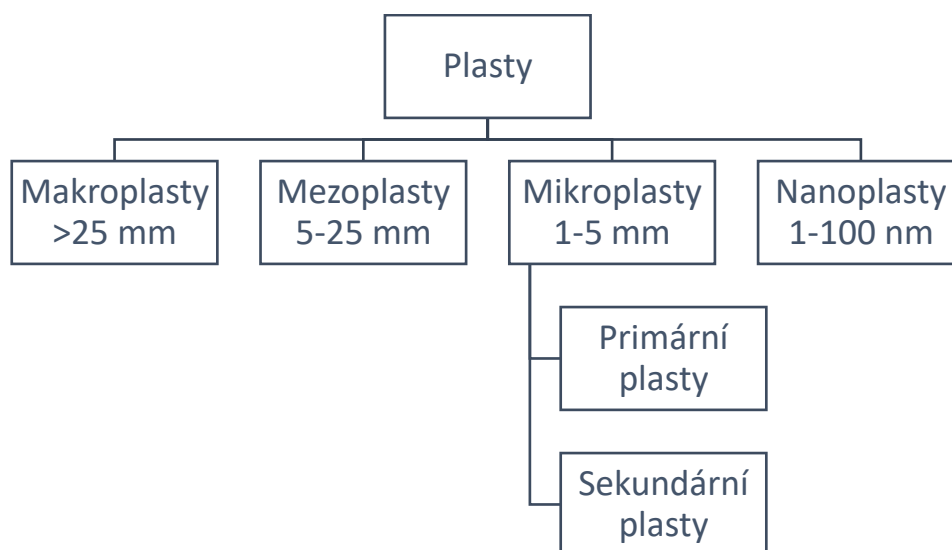 Plasty
Makroplasty
>25 mm
Mezoplasty
5-25 mm
Mikroplasty
1-5 mm
Nanoplasty
1-100 nm
Primární
plasty
Sekundární
plasty